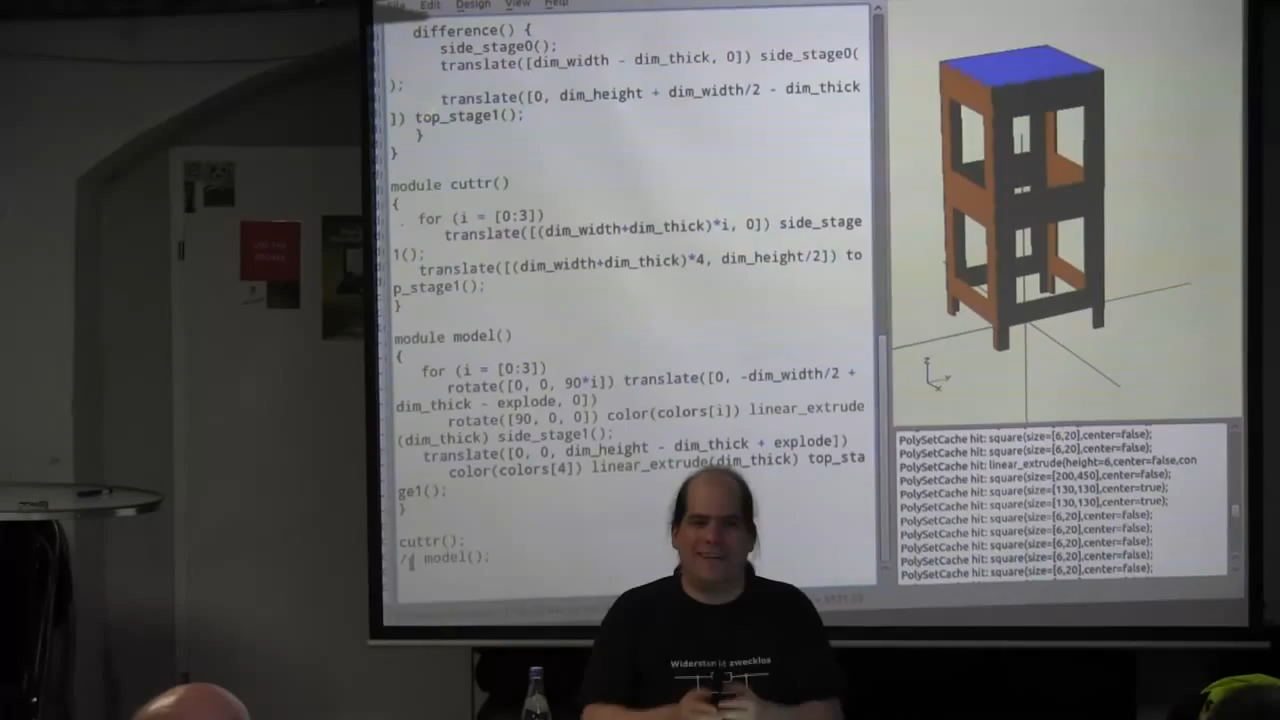 File Edit Design View Help
difference() {
side_stage0();
translate([dim_width - dim_thick, 0]) side_stage0(
);
translate([0, dim_height + dim_width/2 - dim_thick
]) top_stage1();
}
}
module cuttr()
{
for (i = [0:3])
translate([(dim_width+dim_thick)*i, 0]) side_stage
1();
translate([(dim_width+dim_thick)*4, dim_height/2]) to
p_stage1();
}
module model()
{
for (i = [0:3])
rotate([0, 0, 90*i]) translate([0, -dim_width/2 +
dim_thick - explode, 0])
rotate([90, 0, 0]) color(colors[i]) linear_extrude
(dim_thick) side_stage1();
translate([0, 0, dim_height - dim_thick + explode])
color(colors[4]) linear_extrude(dim_thick) top_sta
ge1();
}
cuttr();
// model();
z
y
x
PolySetCache hit: square(size=[6,20],center=false);
PolySetCache hit: square(size=[6,20],center=false);
PolySetCache hit: linear_extrude(height=6,center=false,con
PolySetCache hit: square(size=[200,450],center=false);
PolySetCache hit: square(size=[130,130],center=true);
PolySetCache hit: square(size=[130,130],center=true);
PolySetCache hit: square(size=[6,20],center=false);
PolySetCache hit: square(size=[6,20],center=false);
PolySetCache hit: square(size=[6,20],center=false);
PolySetCache hit: square(size=[6,20],center=false);
PolySetCache hit: square(size=[6,20],center=false);
Widerstand zwecklos